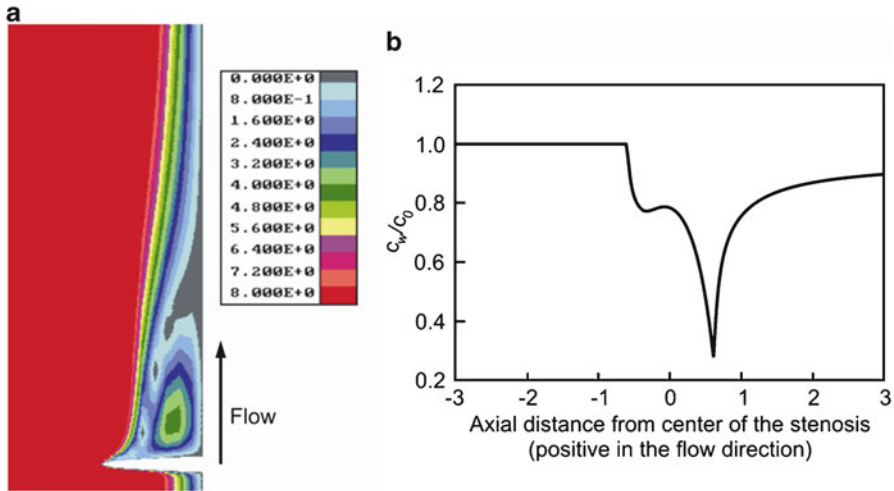 a
0.000E+0
8.000E-1
1.600E+0
2.400E+0
3.200E+0
4.000E+0
4.800E+0
5.600E+0
6.400E+0
7.200E+0
8.000E+0
Flow
b
1.2
1.0
0.8
0.6
0.4
0.2
c_w/c_0
-3 -2 -1 0 1 2 3
Axial distance from center of the stenosis
(positive in the flow direction)